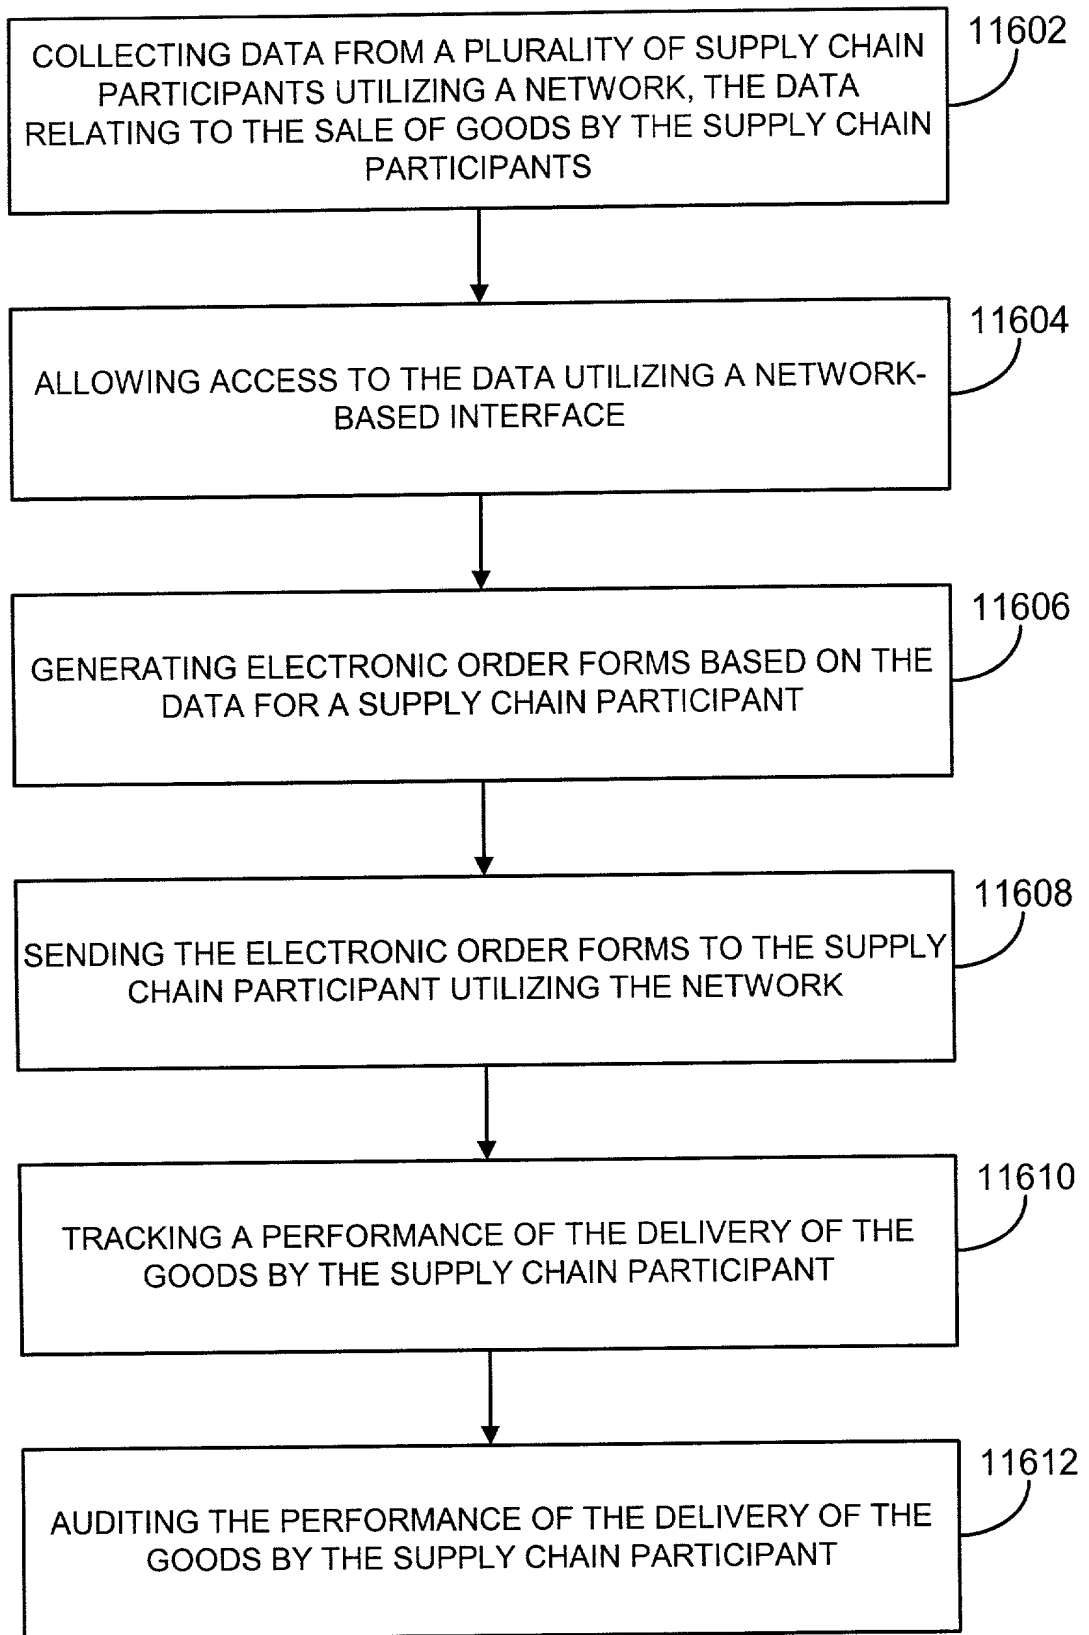 COLLECTING DATA FROM A PLURALITY OF SUPPLY CHAIN
PARTICIPANTS UTILIZING A NETWORK, THE DATA
RELATING TO THE SALE OF GOODS BY THE SUPPLY CHAIN
PARTICIPANTS
11602
ALLOWING ACCESS TO THE DATA UTILIZING A NETWORK-
BASED INTERFACE
11604
GENERATING ELECTRONIC ORDER FORMS BASED ON THE
DATA FOR A SUPPLY CHAIN PARTICIPANT
11606
SENDING THE ELECTRONIC ORDER FORMS TO THE SUPPLY
CHAIN PARTICIPANT UTILIZING THE NETWORK
11608
TRACKING A PERFORMANCE OF THE DELIVERY OF THE
GOODS BY THE SUPPLY CHAIN PARTICIPANT
11610
AUDITING THE PERFORMANCE OF THE DELIVERY OF THE
GOODS BY THE SUPPLY CHAIN PARTICIPANT
11612